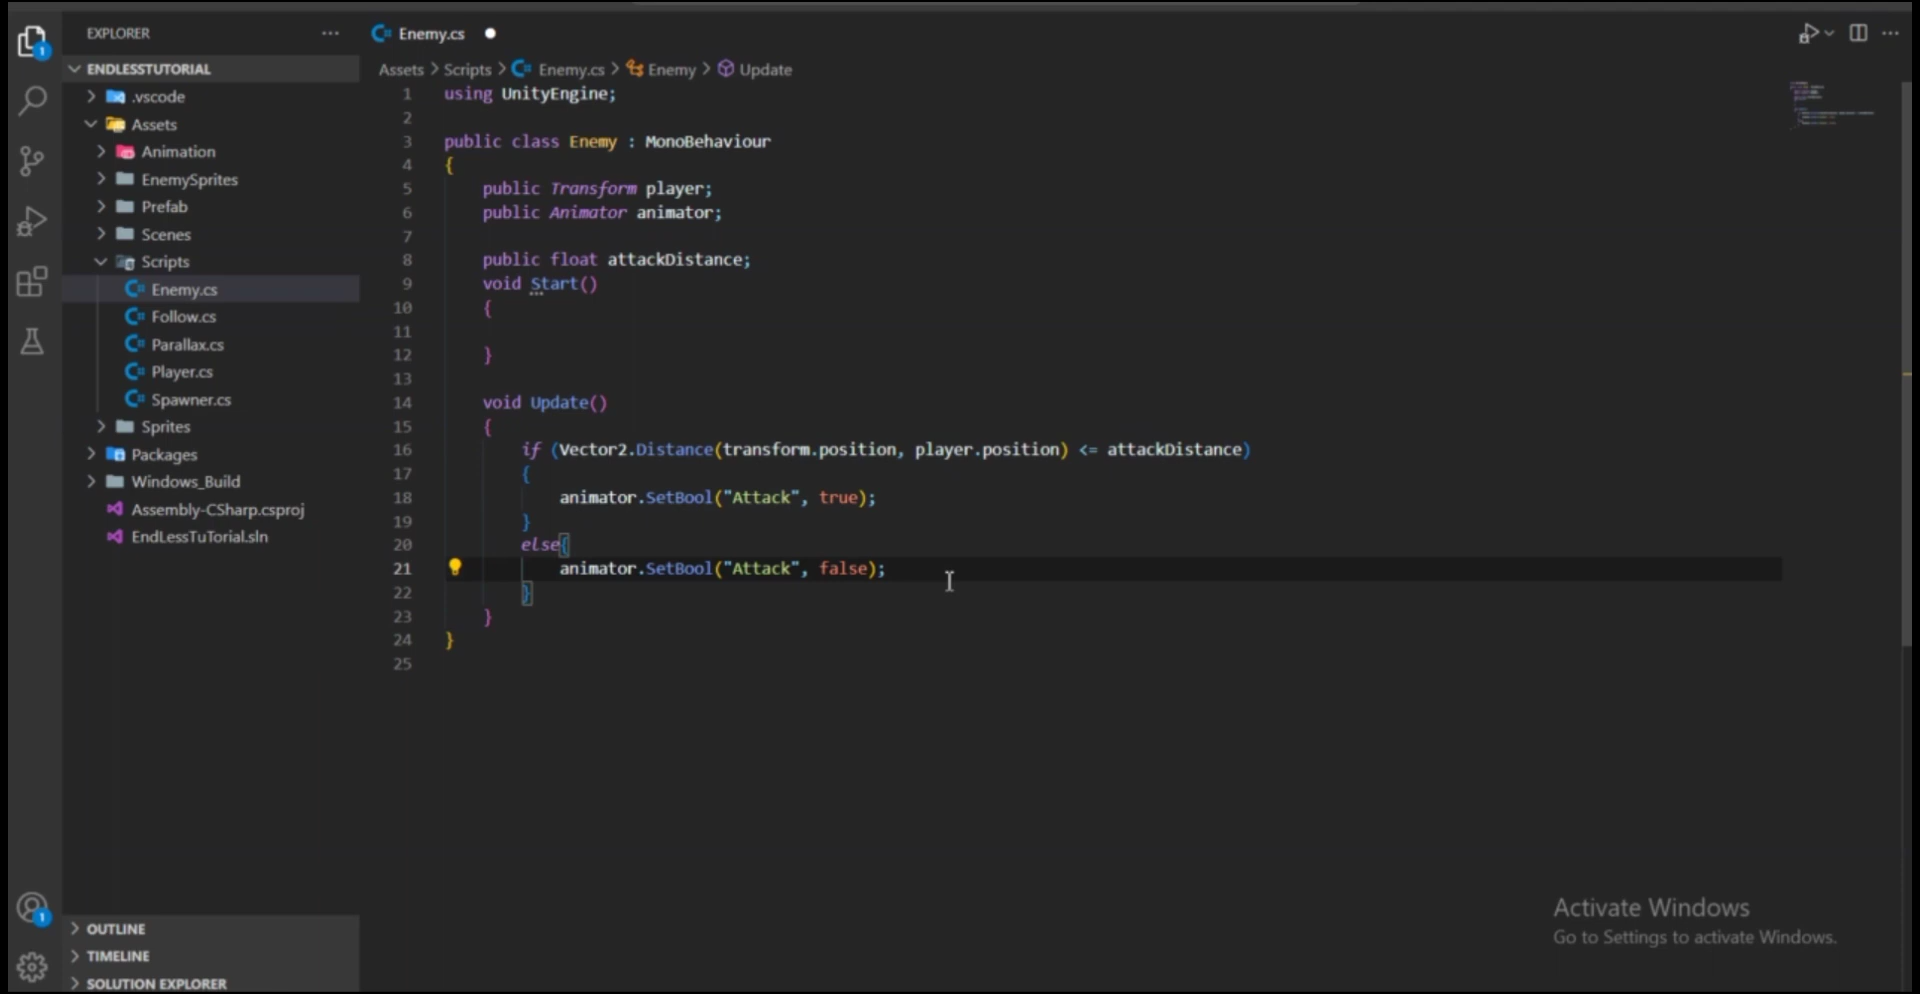 EXPLORER
ENDLESSTUTORIAL
.vscode
Assets
Animation
EnemySprites
Prefab
Scenes
Scripts
Enemy.cs
Follow.cs
Parallax.cs
Player.cs
Spawner.cs
Sprites
Packages
Windows_Build
Assembly-CSharp.csproj
EndLessTuTorial.sln
OUTLINE
TIMELINE
SOLUTION EXPLORER
1
1
Enemy.cs
Assets > Scripts > Enemy.cs > Enemy > Update
1 using UnityEngine;
2
3 public class Enemy : MonoBehaviour
4 {
5 public Transform player;
6 public Animator animator;
7
8 public float attackDistance;
9 void Start()
10 {
11
12 }
13
14 void Update()
15 {
16 if (Vector2.Distance(transform.position, player.position) <= attackDistance)
17 {
18 animator.SetBool("Attack", true);
19 }
20 else{
21 animator.SetBool("Attack", false);
22 }
23 }
24 }
25
Activate Windows
Go to Settings to activate Windows.